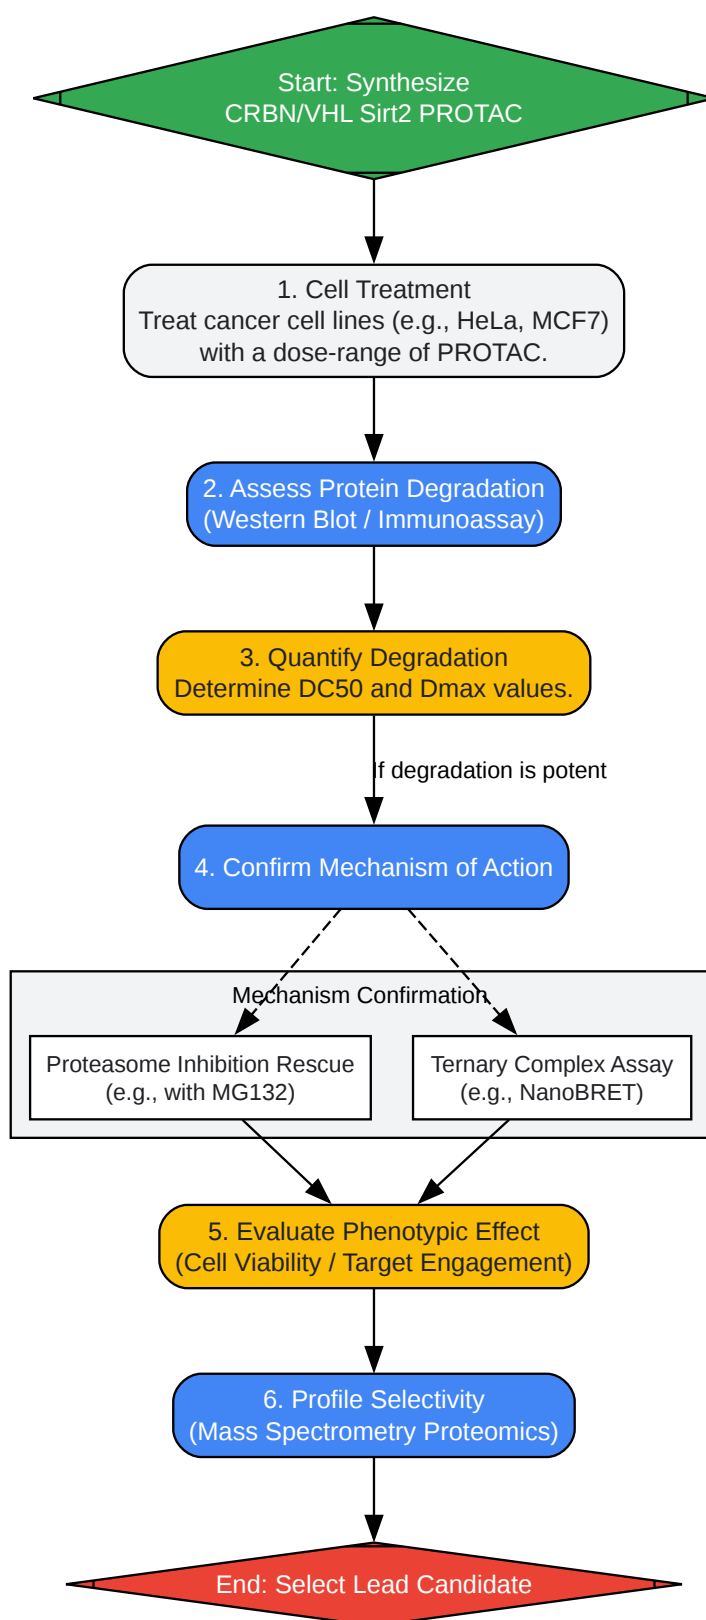 Start: Synthesize
CRBN/VHL Sirt2 PROTAC
1. Cell Treatment
Treat cancer cell lines (e.g., HeLa, MCF7)
with a dose-range of PROTAC.
2. Assess Protein Degradation
(Western Blot / Immunoassay)
3. Quantify Degradation
Determine DC50 and Dmax values.
If degradation is potent
4. Confirm Mechanism of Action
Mechanism Confirmation
Proteasome Inhibition Rescue
(e.g., with MG132)
Ternary Complex Assay
(e.g., NanoBRET)
5. Evaluate Phenotypic Effect
(Cell Viability / Target Engagement)
6. Profile Selectivity
(Mass Spectrometry Proteomics)
End: Select Lead Candidate